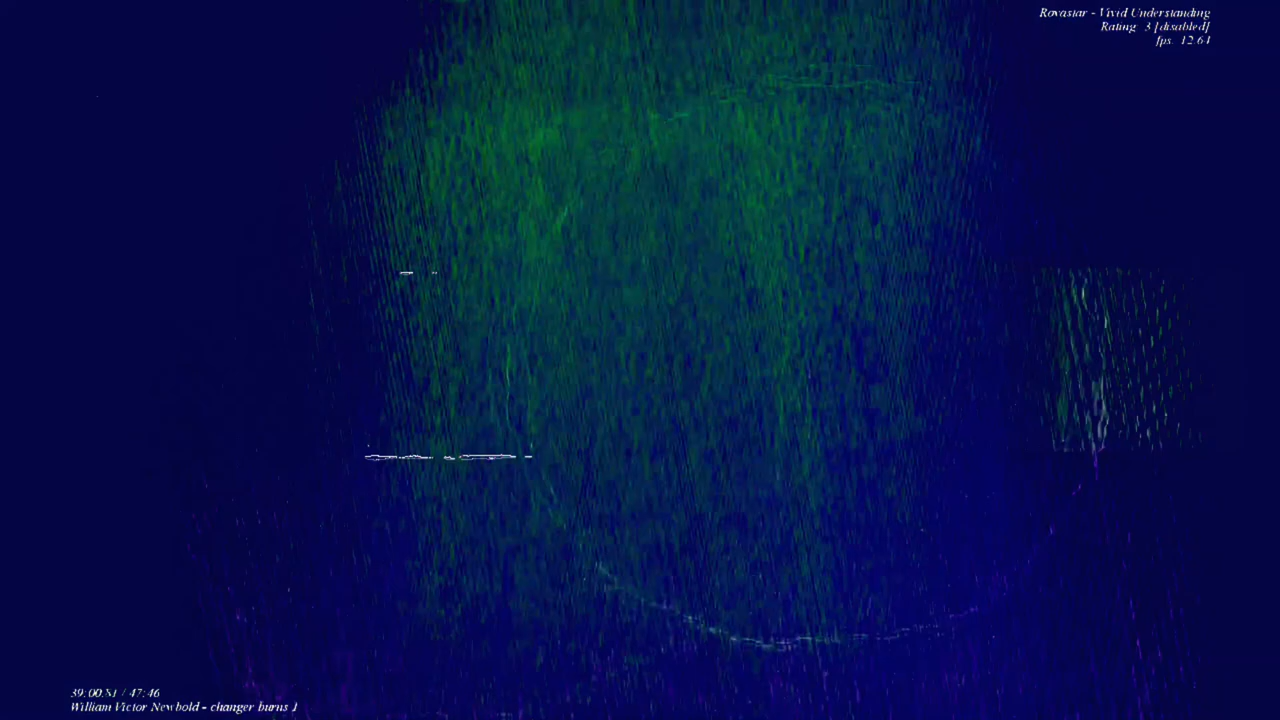 Rovastar - Vivid Understanding
Rating: 3 [disabled]
fps: 12.64
39:00.81 / 47:46
William Victor Newbold - changer burns 1